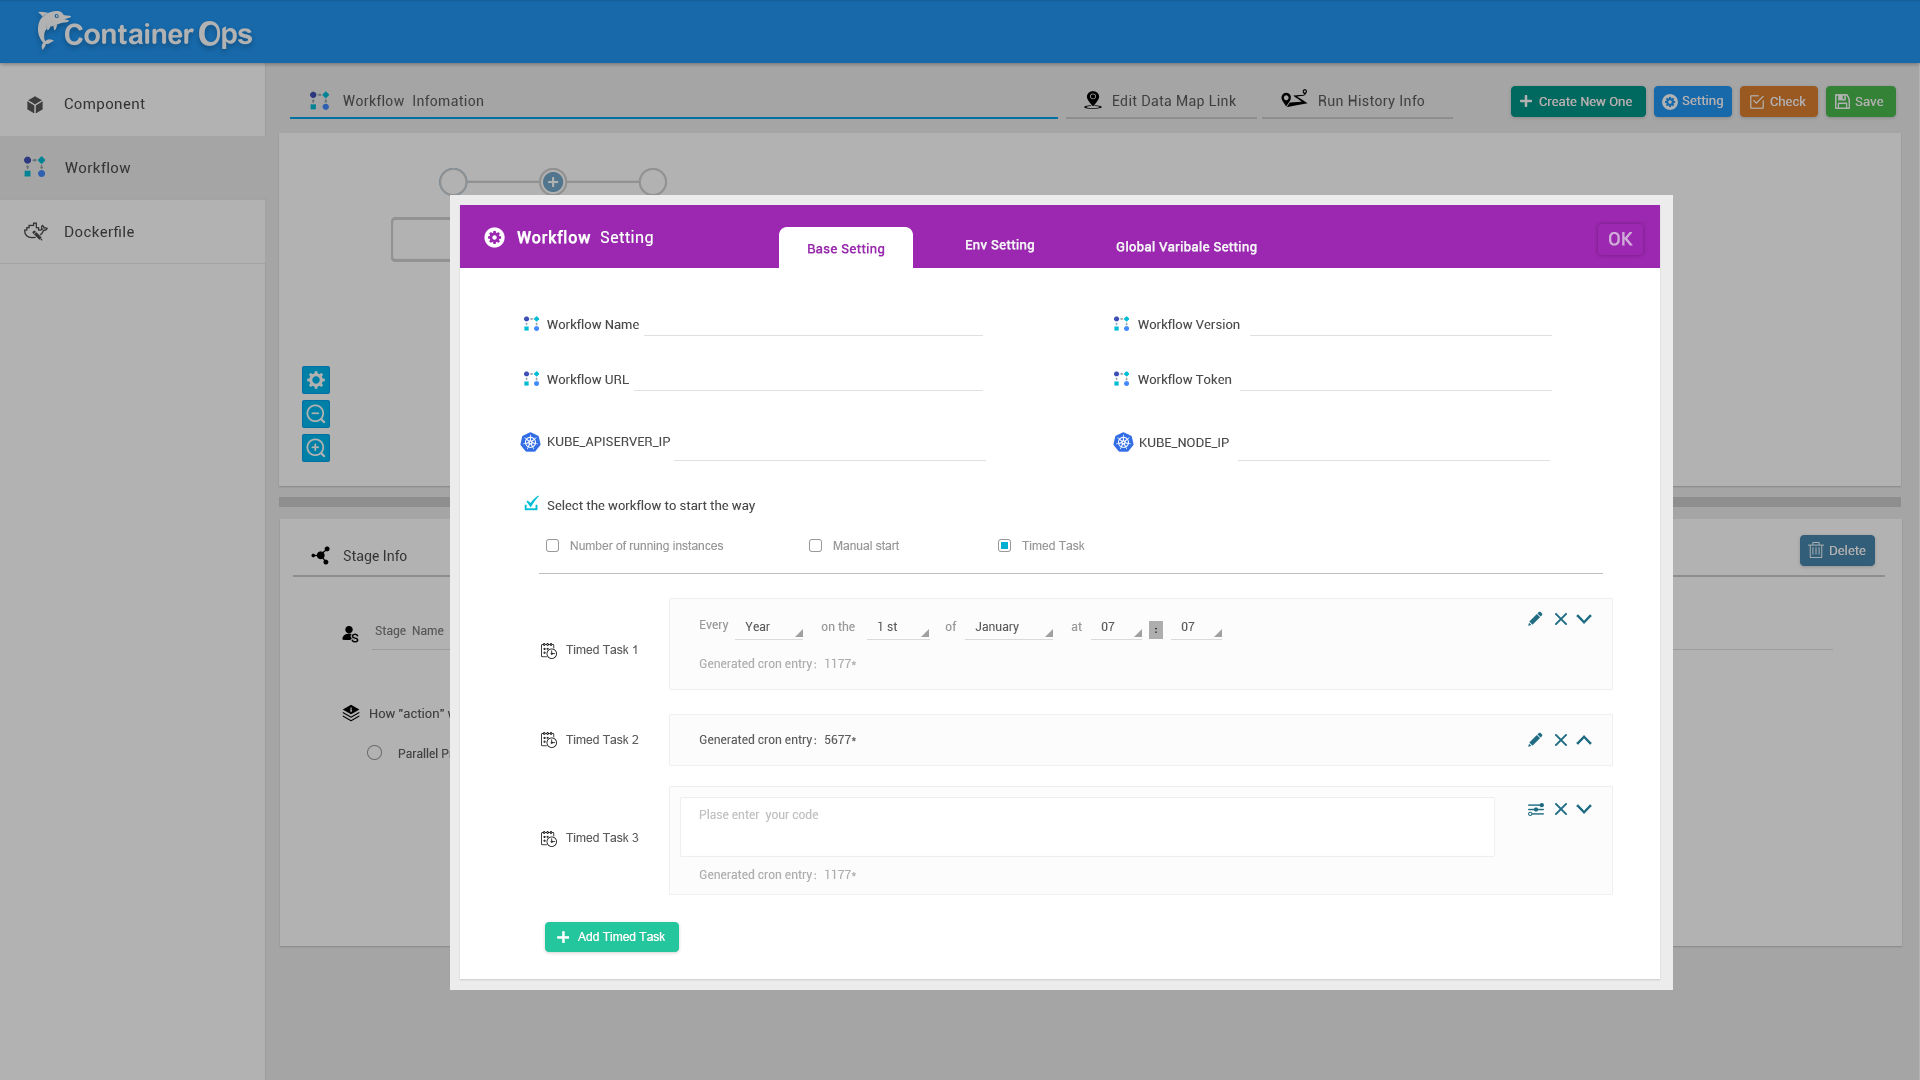 Container Ops
Component
Workflow
Dockerfile
Workflow Infomation
Edit Data Map Link
Run History Info
Create New One
Setting
Check
Save
Workflow Setting
Base Setting
Env Setting
Global Varibale Setting
OK
Workflow Name
Workflow Version
Workflow URL
Workflow Token
KUBE_APISERVER_IP
KUBE_NODE_IP
Select the workflow to start the way
Number of running instances
Manual start
Timed Task
Stage Info
Delete
Stage Name
How "action"
Parallel
Timed Task 1
Every Year on the 1 st of January at 07 : 07
Generated cron entry: 1177*
Timed Task 2
Generated cron entry: 5677*
Timed Task 3
Plase enter your code
Generated cron entry: 1177*
Add Timed Task